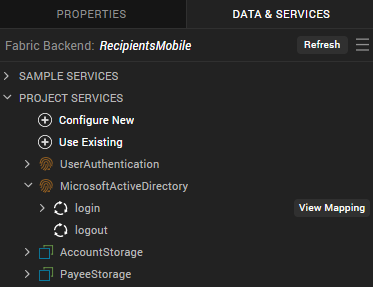 PROPERTIES
DATA & SERVICES
Fabric Backend: RecipientsMobile
Refresh
SAMPLE SERVICES
PROJECT SERVICES
Configure New
Use Existing
UserAuthentication
MicrosoftActiveDirectory
login
View Mapping
logout
AccountStorage
PayeeStorage